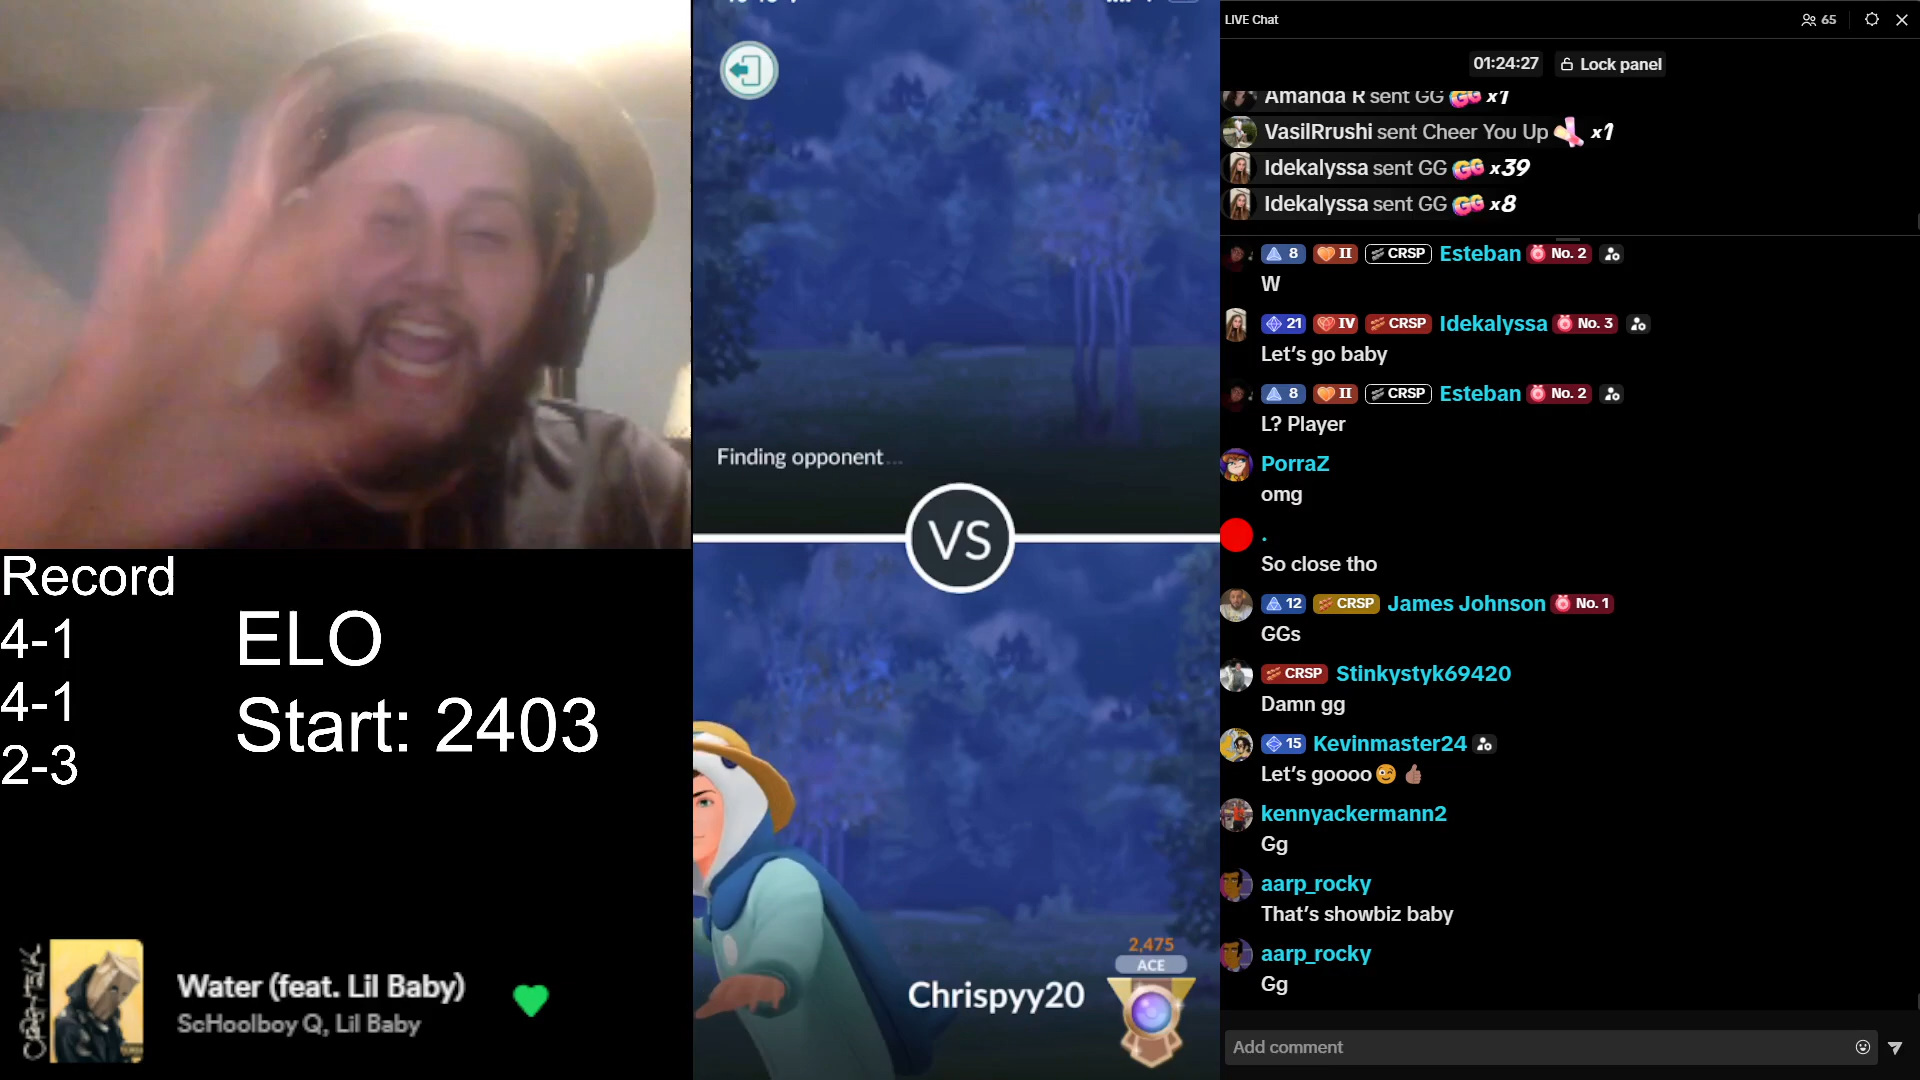 Record
4-1
4-1
2-3
ELO
Start: 2403
Water (feat. Lil Baby)
ScHoolboy Q, Lil Baby
Finding opponent...
VS
2,475
ACE
Chrispyy20
LIVE Chat
65
01:24:27
Lock panel
Amanda R sent GG GG x1
VasilRrushi sent Cheer You Up x1
Idekalyssa sent GG GG x39
Idekalyssa sent GG GG x8
8 II CRSP Esteban No. 2
W
21 IV CRSP Idekalyssa No. 3
Let's go baby
8 II CRSP Esteban No. 2
L? Player
PorraZ
omg
.
So close tho
12 CRSP James Johnson No. 1
GGs
CRSP Stinkystyk69420
Damn gg
15 Kevinmaster24
Let's goooo😉👍🏽
kennyackermann2
Gg
aarp_rocky
That's showbiz baby
aarp_rocky
Gg
Add comment